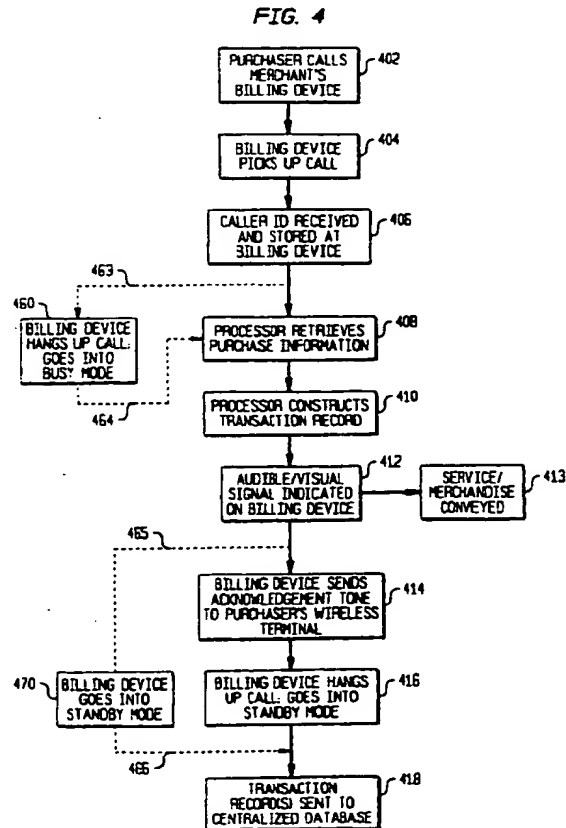 FIG. 4
PURCHASER CALLS
MERCHANT'S
BILLING DEVICE
402
BILLING DEVICE
PICKS UP CALL
404
CALLER ID RECEIVED
AND STORED AT
BILLING DEVICE
406
463
460
BILLING DEVICE
HANGS UP CALL;
GOES INTO
BUSY MODE
464
PROCESSOR RETRIEVES
PURCHASE INFORMATION
408
PROCESSOR CONSTRUCTS
TRANSACTION RECORD
410
AUDIBLE/VISUAL
SIGNAL INDICATED
ON BILLING DEVICE
412
SERVICE/
MERCHANDISE
CONVEYED
413
465
BILLING DEVICE SENDS
ACKNOWLEDGEMENT TONE
TO PURCHASER'S WIRELESS
TERMINAL
414
470
BILLING DEVICE
GOES INTO
STANDBY MODE
BILLING DEVICE HANGS
UP CALL; GOES INTO
STANDBY MODE
416
466
TRANSACTION
RECORD(S) SENT TO
CENTRALIZED DATABASE
418